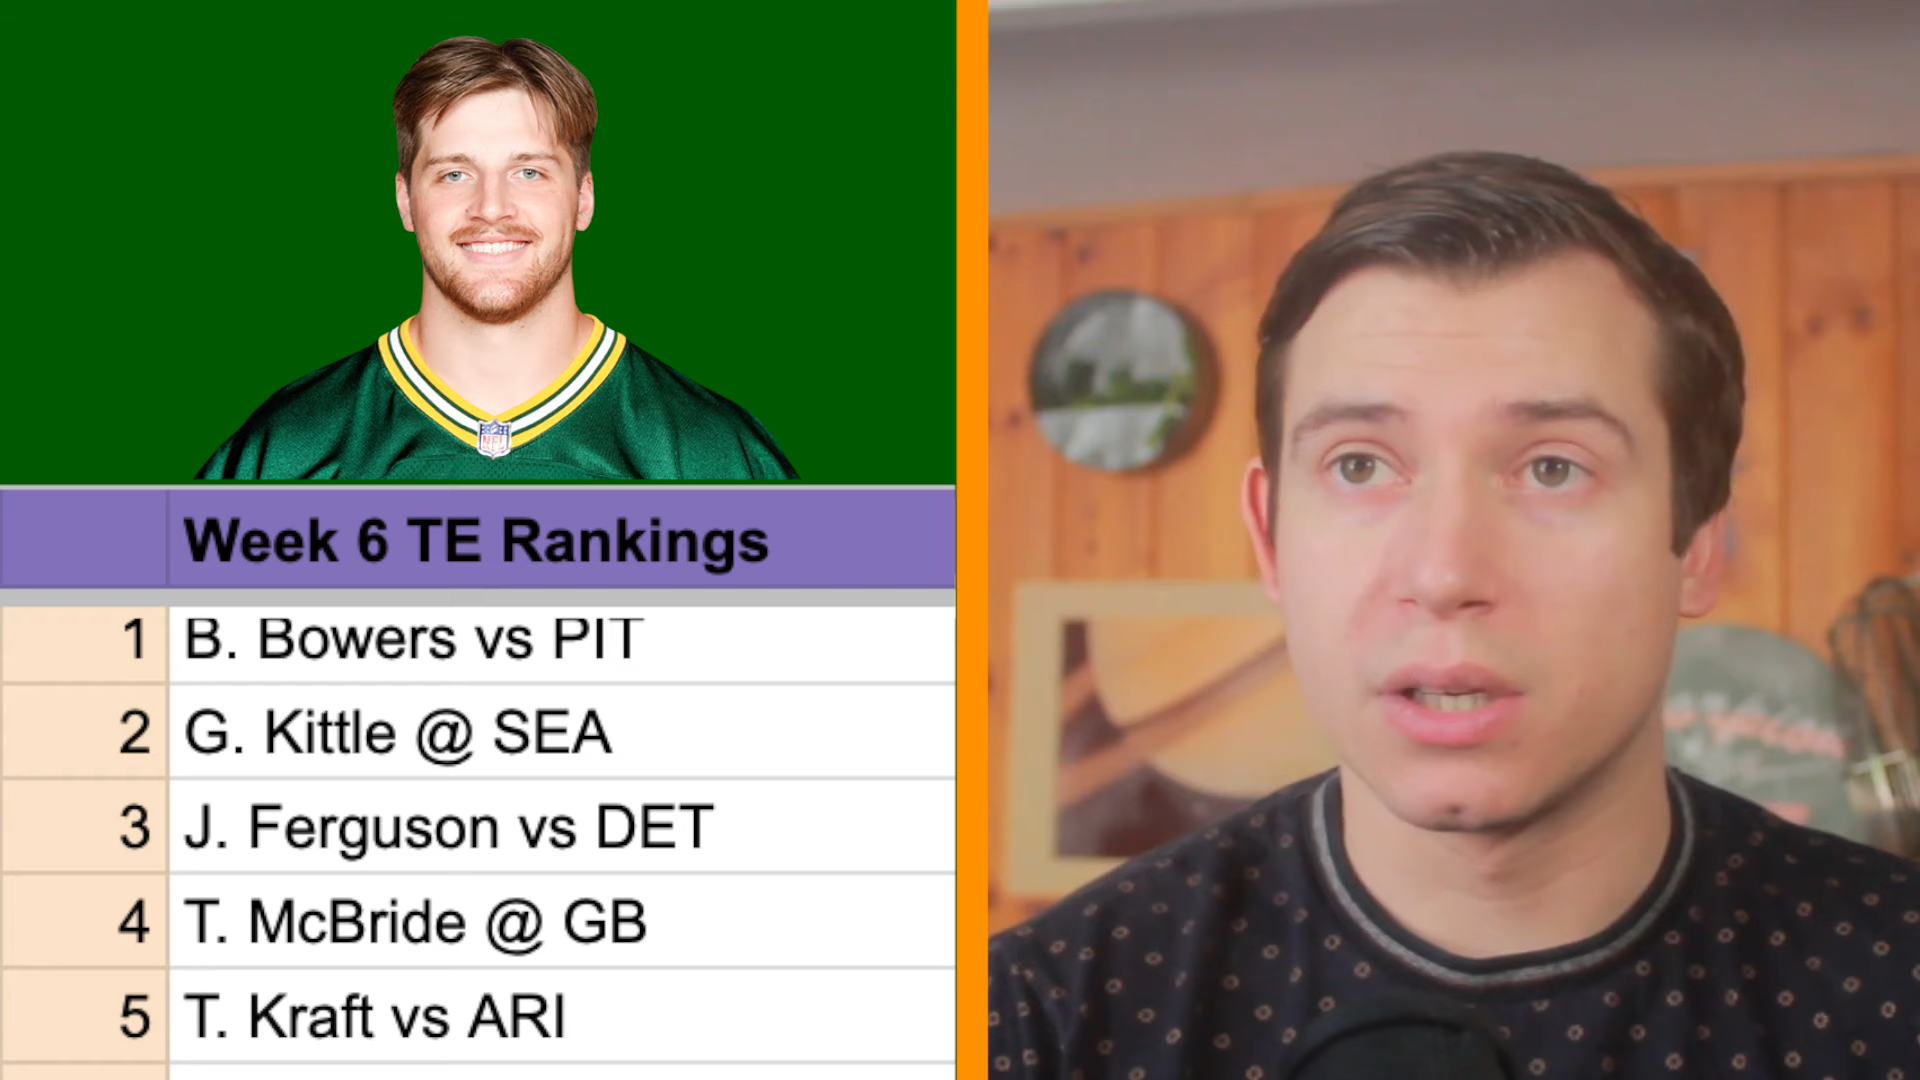 NFL
Week 6 TE Rankings
1 B. Bowers vs PIT
2 G. Kittle @ SEA
3 J. Ferguson vs DET
4 T. McBride @ GB
5 T. Kraft vs ARI